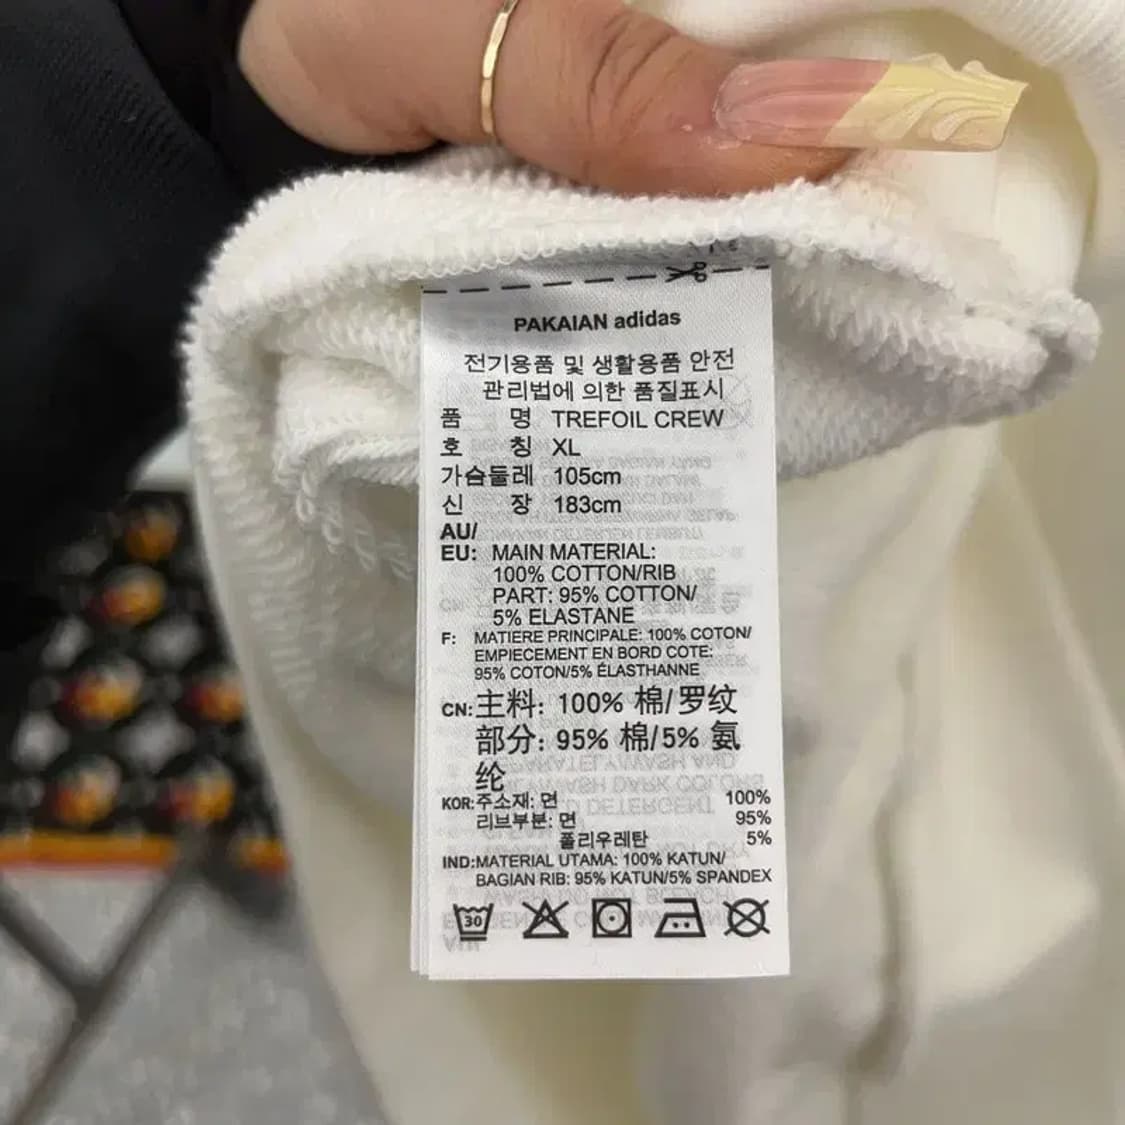 PAKAIAN adidas
전기용품 및 생활용품 안전
관리법에 의한 품질표시
품 명 TREFOIL CREW
호 칭 XL
가슴둘레 105cm
신 장 183cm
AU/
EU: MAIN MATERIAL:
100% COTTON/RIB
PART: 95% COTTON/
5% ELASTANE
F: MATIERE PRINCIPALE: 100% COTON/
EMPIECEMENT EN BORD COTE:
95% COTON/5% ÉLASTHANNE
CN: 主料: 100% 棉/罗纹
部分: 95% 棉/5% 氨
纶
KOR: 주소재: 면 100%
리브부분: 면 95%
폴리우레탄 5%
IND: MATERIAL UTAMA: 100% KATUN/
BAGIAN RIB: 95% KATUN/5% SPANDEX
30